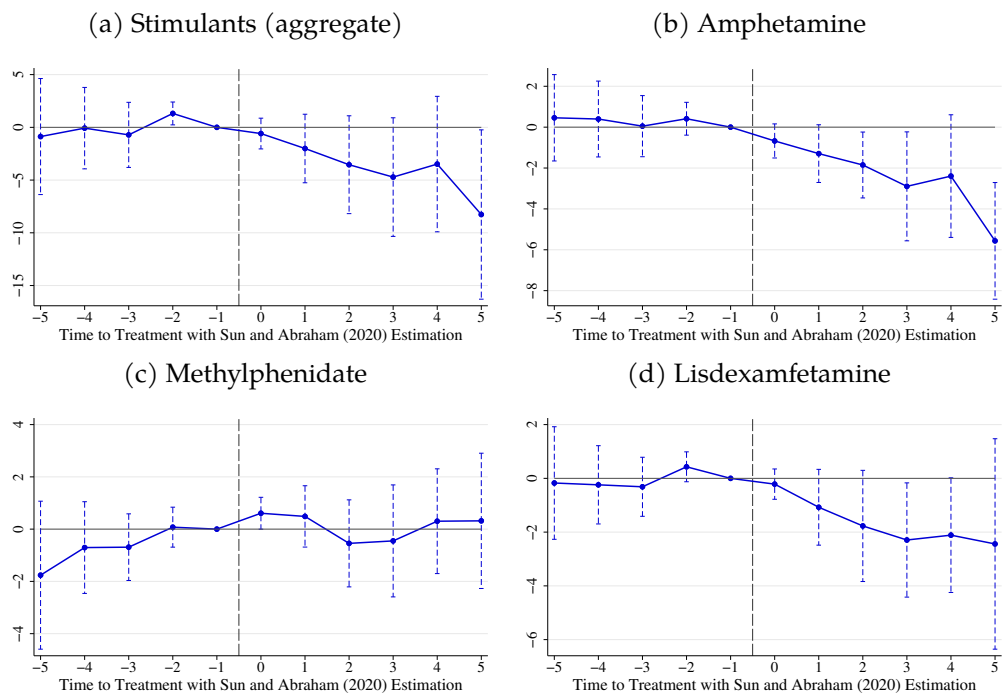 (a) Stimulants (aggregate)
5
0
−5
−10
−15
−5 −4 −3 −2 −1 0 1 2 3 4 5
Time to Treatment with Sun and Abraham (2020) Estimation
(b) Amphetamine
2
0
−2
−4
−6
−8
−5 −4 −3 −2 −1 0 1 2 3 4 5
Time to Treatment with Sun and Abraham (2020) Estimation
(c) Methylphenidate
4
2
0
−2
−4
−5 −4 −3 −2 −1 0 1 2 3 4 5
Time to Treatment with Sun and Abraham (2020) Estimation
(d) Lisdexamfetamine
2
0
−2
−4
−6
−5 −4 −3 −2 −1 0 1 2 3 4 5
Time to Treatment with Sun and Abraham (2020) Estimation